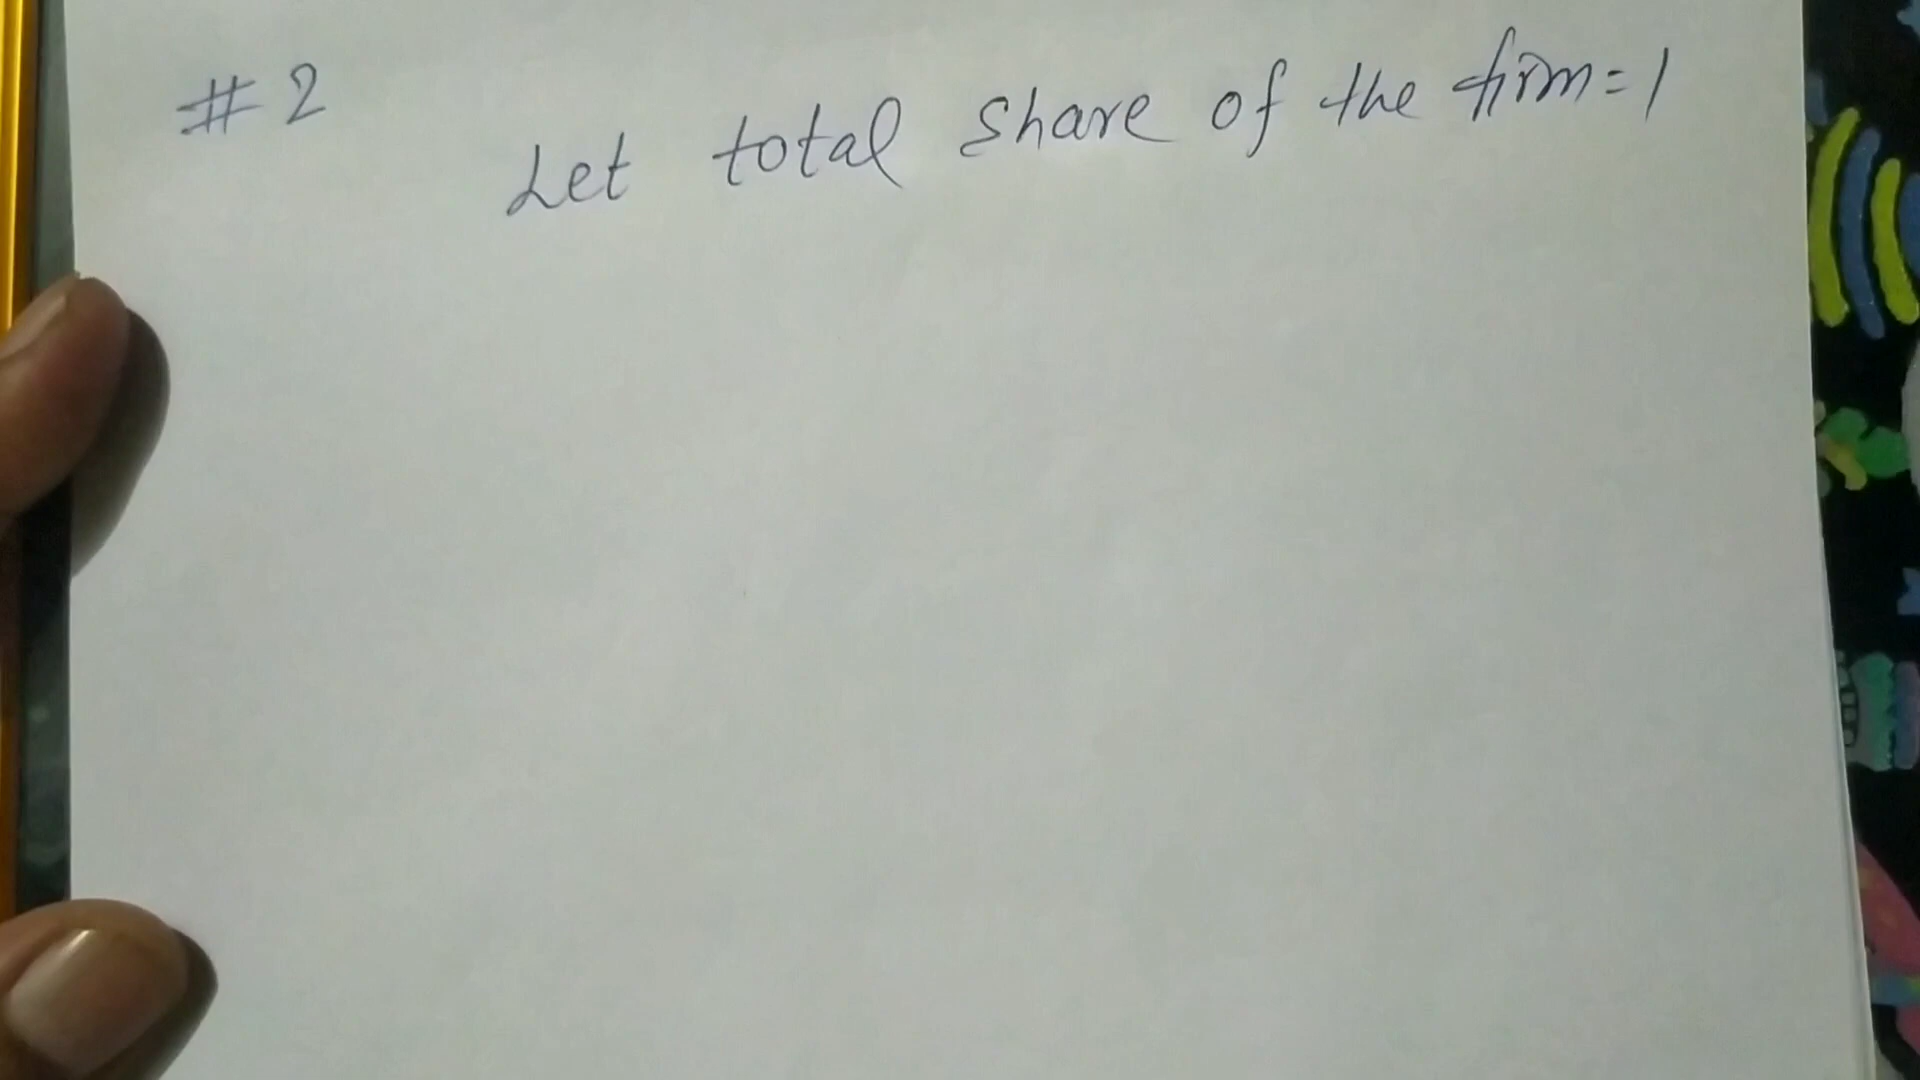 #2
Let total share of the firm = 1